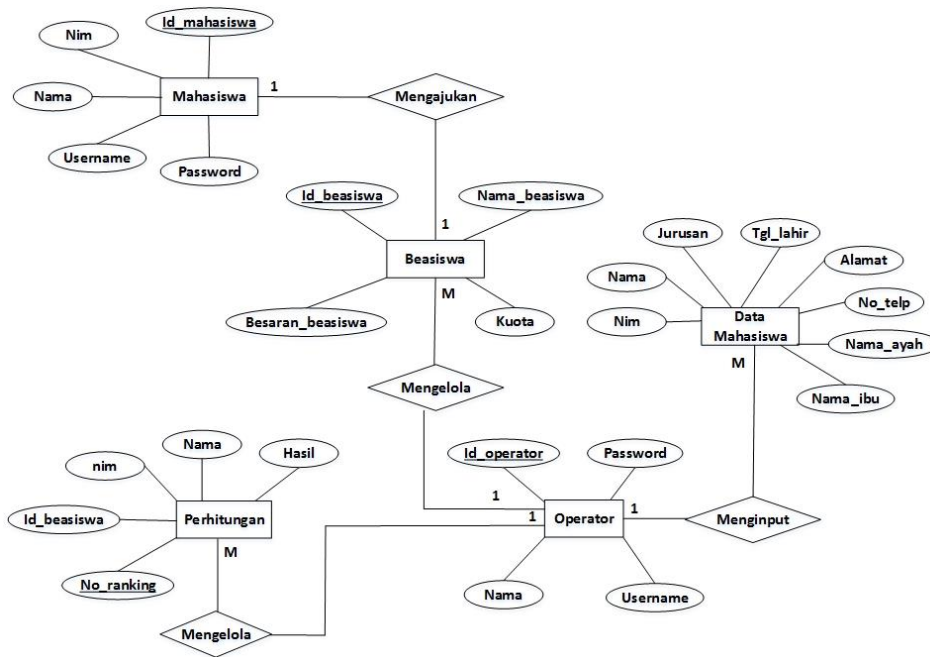 Id_mahasiswa
Nim
Nama
Mahasiswa
1
Mengajukan
Username
Password
Id_beasiswa
Nama_beasiswa
1
Beasiswa
M
Besaran_beasiswa
Kuota
Jurusan
Tgl_lahir
Alamat
Nama
No_telp
Nim
Data
Mahasiswa
Nama_ayah
M
Nama_ibu
Mengelola
Nama
Hasil
nim
Id_operator
Password
Id_beasiswa
Perhitungan
1
1
Operator
1
Menginput
M
No_ranking
Nama
Username
Mengelola